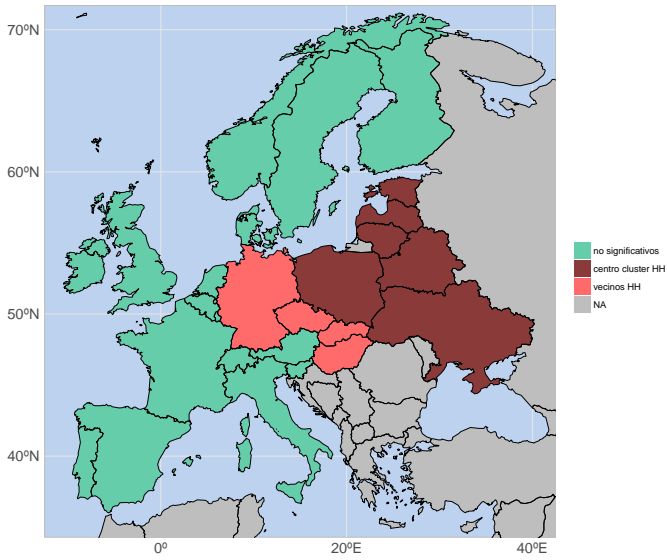 70ºN
60ºN
50ºN
40ºN
0º
20ºE
40ºE
no significativos
centro cluster HH
vecinos HH
NA